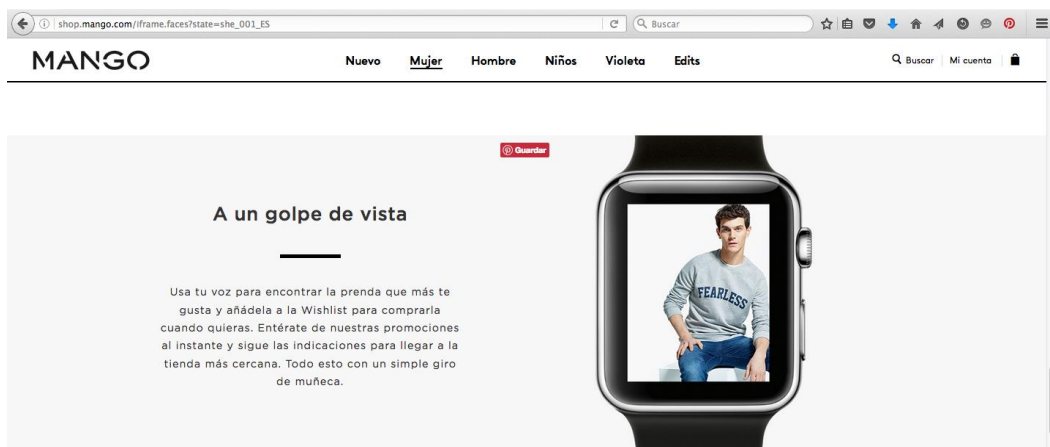 shop.mango.com/iframe.faces?state=she_001_ES
Buscar
MANGO
Nuevo Mujer Hombre Niños Violeta Edits
Buscar Mi cuenta
Guardar
A un golpe de vista
Usa tu voz para encontrar la prenda que más te
gusta y añádela a la Wishlist para comprarla
cuando quieras. Entérate de nuestras promociones
al instante y sigue las indicaciones para llegar a la
tienda más cercana. Todo esto con un simple giro
de muñeca.
FEARLESS